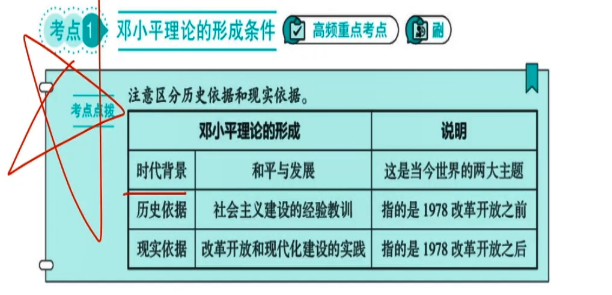 考点1 邓小平理论的形成条件 高频重点考点
考点点拨
注意区分历史依据和现实依据。
邓小平理论的形成 说明
时代背景 和平与发展 这是当今世界的两大主题
历史依据 社会主义建设的经验教训 指的是 1978 改革开放之前
现实依据 改革开放和现代化建设的实践 指的是 1978 改革开放之后